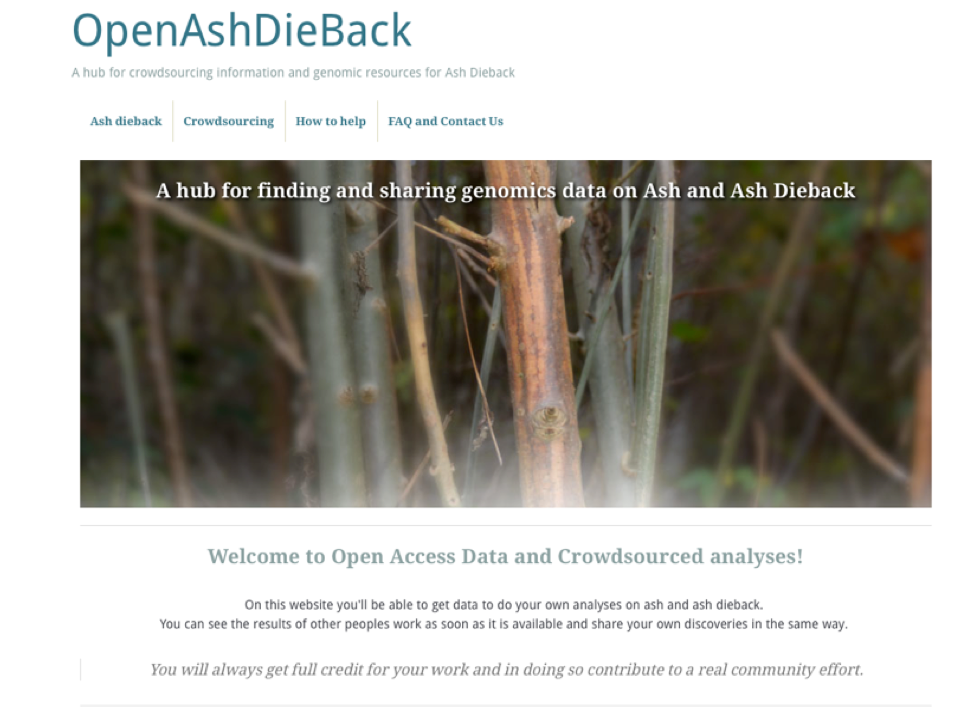 OpenAshDieBack
A hub for crowdsourcing information and genomic resources for Ash Dieback
Ash dieback Crowdsourcing How to help FAQ and Contact Us
A hub for finding and sharing genomics data on Ash and Ash Dieback
Welcome to Open Access Data and Crowdsourced analyses!
On this website you'll be able to get data to do your own analyses on ash and ash dieback.
You can see the results of other peoples work as soon as it is available and share your own discoveries in the same way.
You will always get full credit for your work and in doing so contribute to a real community effort.